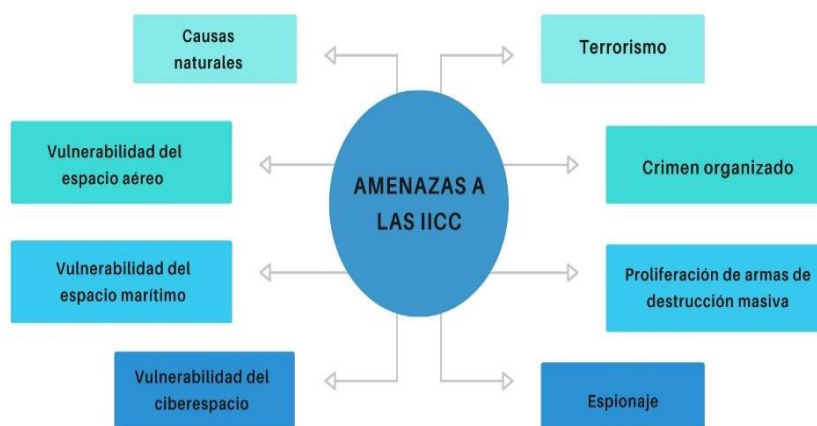 Causas
naturales
Terrorismo
Vulnerabilidad del
espacio aéreo
Crimen organizado
AMENAZAS A
LAS IICC
Vulnerabilidad del
espacio marítimo
Proliferación de armas de
destrucción masiva
Vulnerabilidad del
ciberespacio
Espionaje